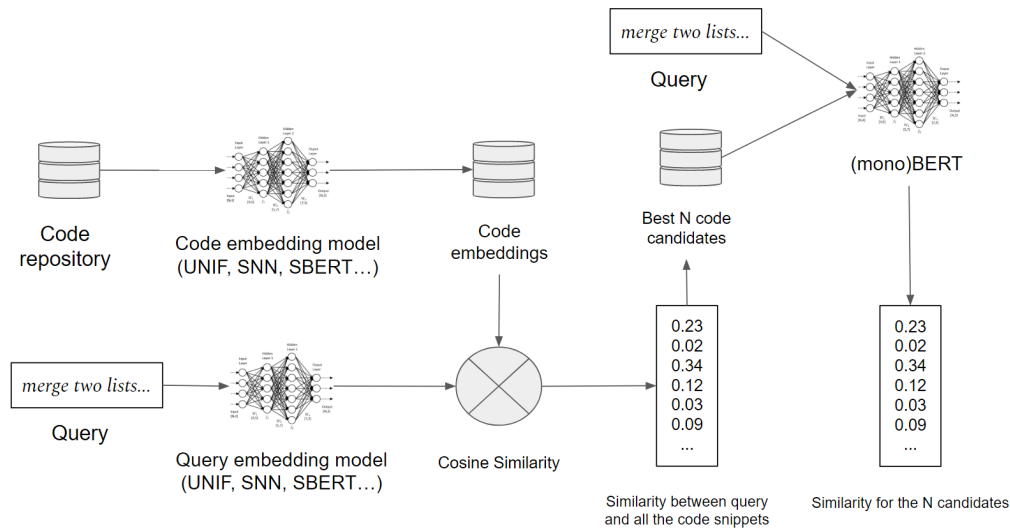 merge two lists...
Query
(mono)BERT
Best N code
candidates
Code
repository
Code embedding model
(UNIF, SNN, SBERT...)
Code
embeddings
merge two lists...
Query
Query embedding model
(UNIF, SNN, SBERT...)
Cosine Similarity
0.23
0.02
0.34
0.12
0.03
0.09
...
Similarity between query
and all the code snippets
0.23
0.02
0.34
0.12
0.03
0.09
...
Similarity for the N candidates